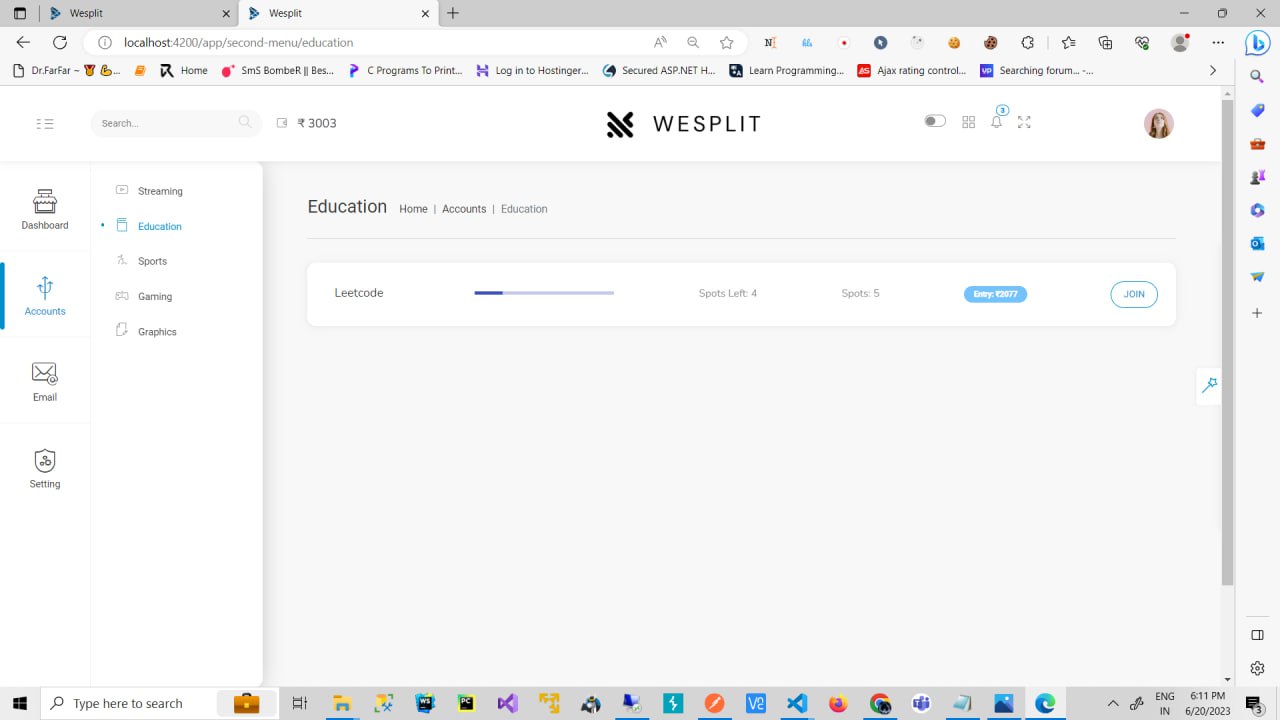 Wesplit
Wesplit
localhost:4200/app/second-menu/education
Dr.FarFar ~
Home
SmS BombeR || Bes...
C Programs To Print...
Log in to Hostinger...
Secured ASP.NET H...
Learn Programming...
Ajax rating control...
Searching forum... -...
Search...
₹ 3003
WESPLIT
3
Dashboard
Accounts
Email
Setting
Streaming
Education
Sports
Gaming
Graphics
Education Home | Accounts | Education
Leetcode
Spots Left: 4
Spots: 5
Entry: ₹2077
JOIN
Type here to search
ENG
IN
6:11 PM
6/20/2023
3